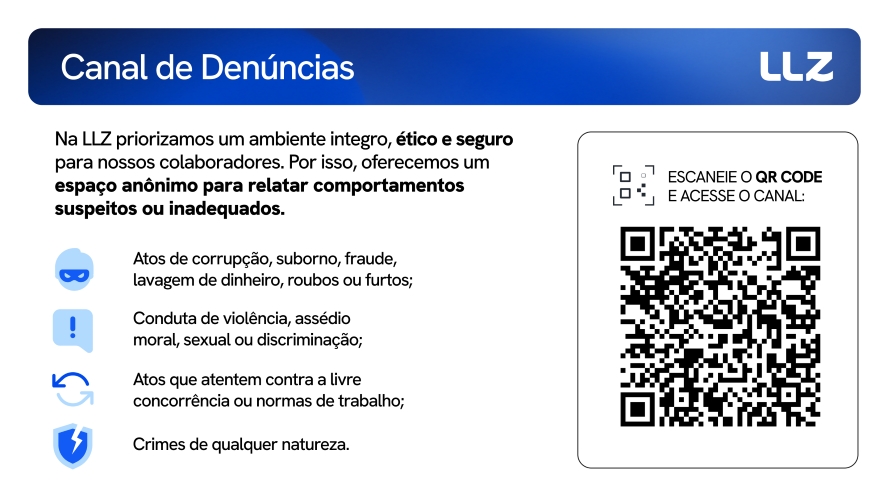 Canal de Denúncias
LLZ
Na LLZ priorizamos um ambiente integro, ético e seguro
para nossos colaboradores. Por isso, oferecemos um
espaço anônimo para relatar comportamentos
suspeitos ou inadequados.
Atos de corrupção, suborno, fraude,
lavagem de dinheiro, roubos ou furtos;
Conduta de violência, assédio
moral, sexual ou discriminação;
Atos que atentem contra a livre
concorrência ou normas de trabalho;
Crimes de qualquer natureza.
ESCANEIE O QR CODE
E ACESSE O CANAL: